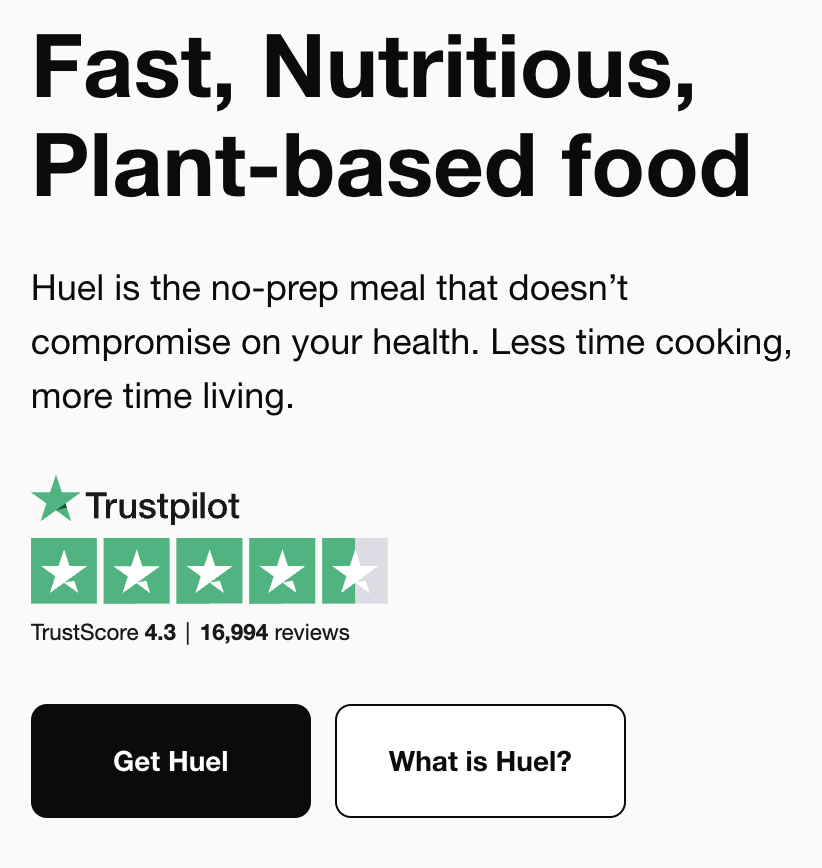 Fast, Nutritious,
Plant-based food
Huel is the no-prep meal that doesn’t
compromise on your health. Less time cooking,
more time living.
Trustpilot
TrustScore 4.3 | 16,994 reviews
Get Huel
What is Huel?